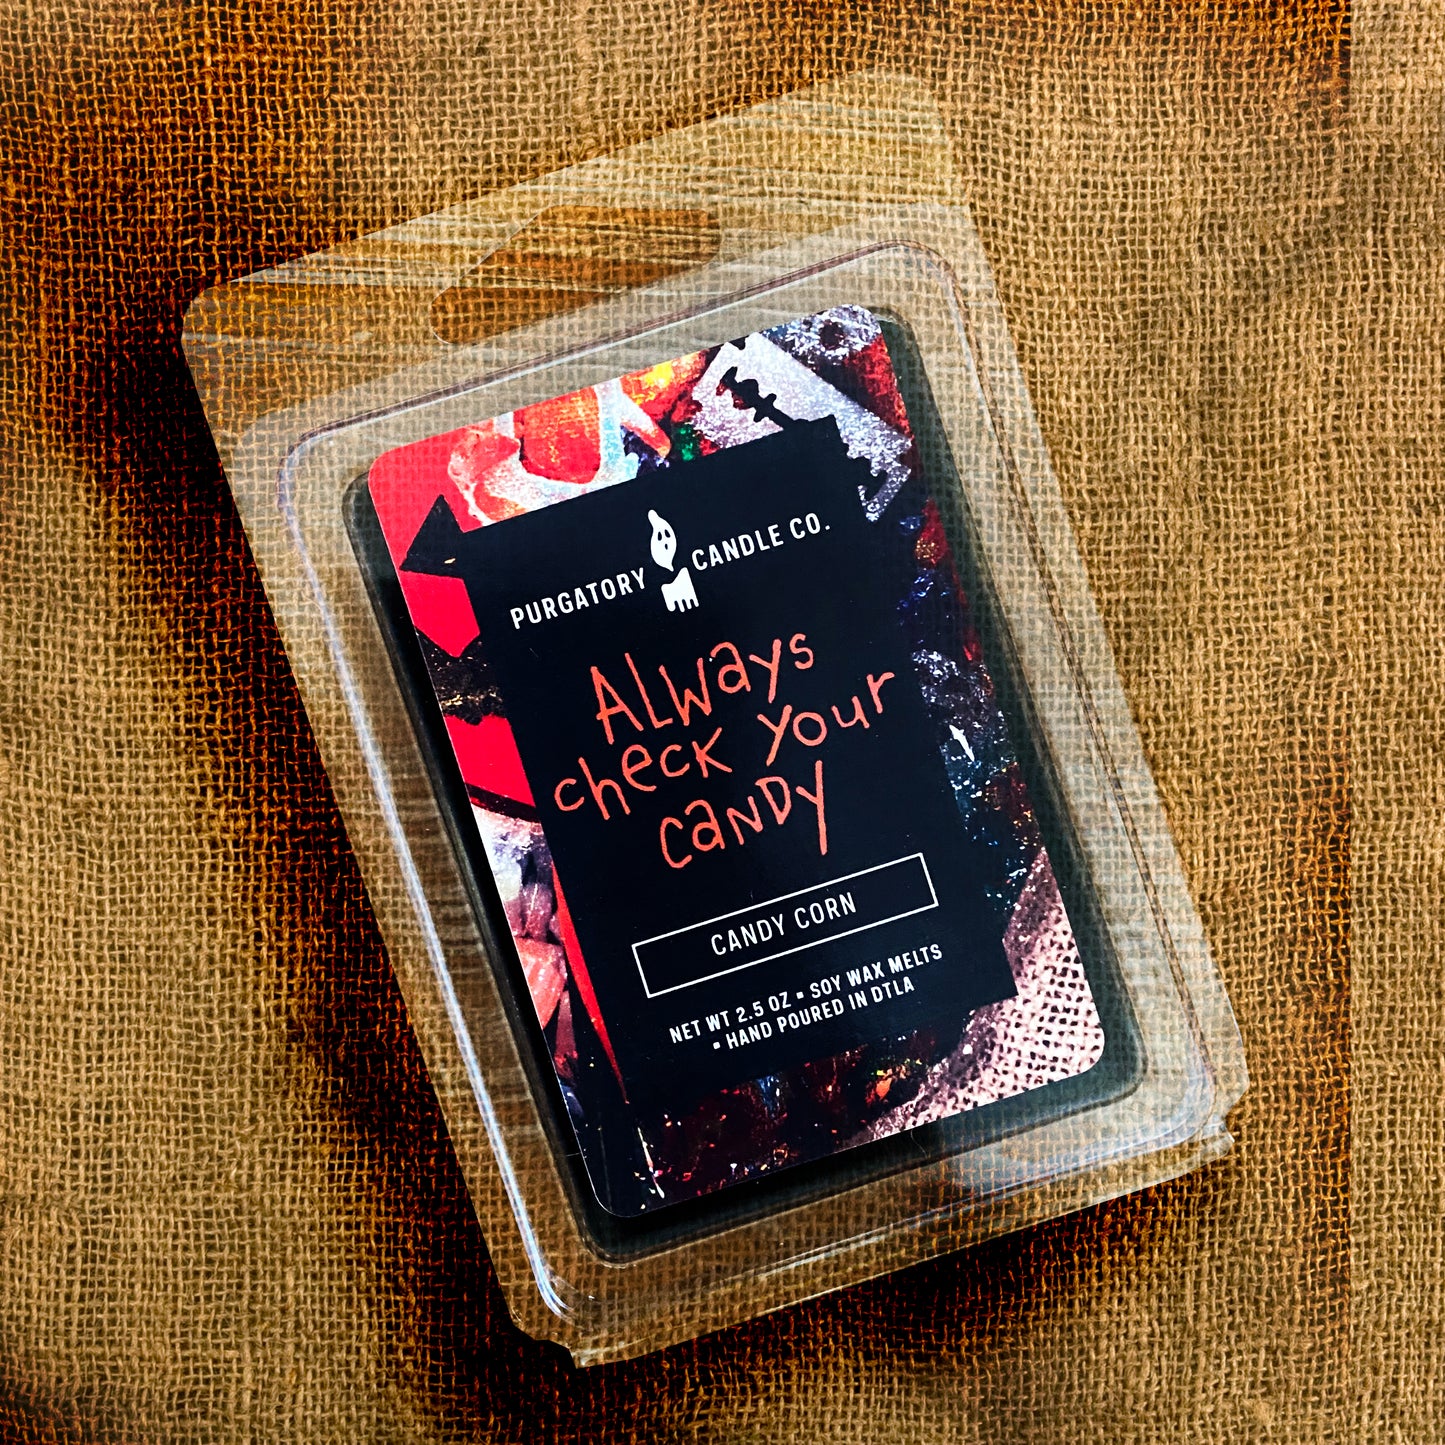 PURGATORY CANDLE CO.
Always
check your
candy
CANDY CORN
NET WT 2.5 OZ ▪ SOY WAX MELTS
▪ HAND POURED IN DTLA